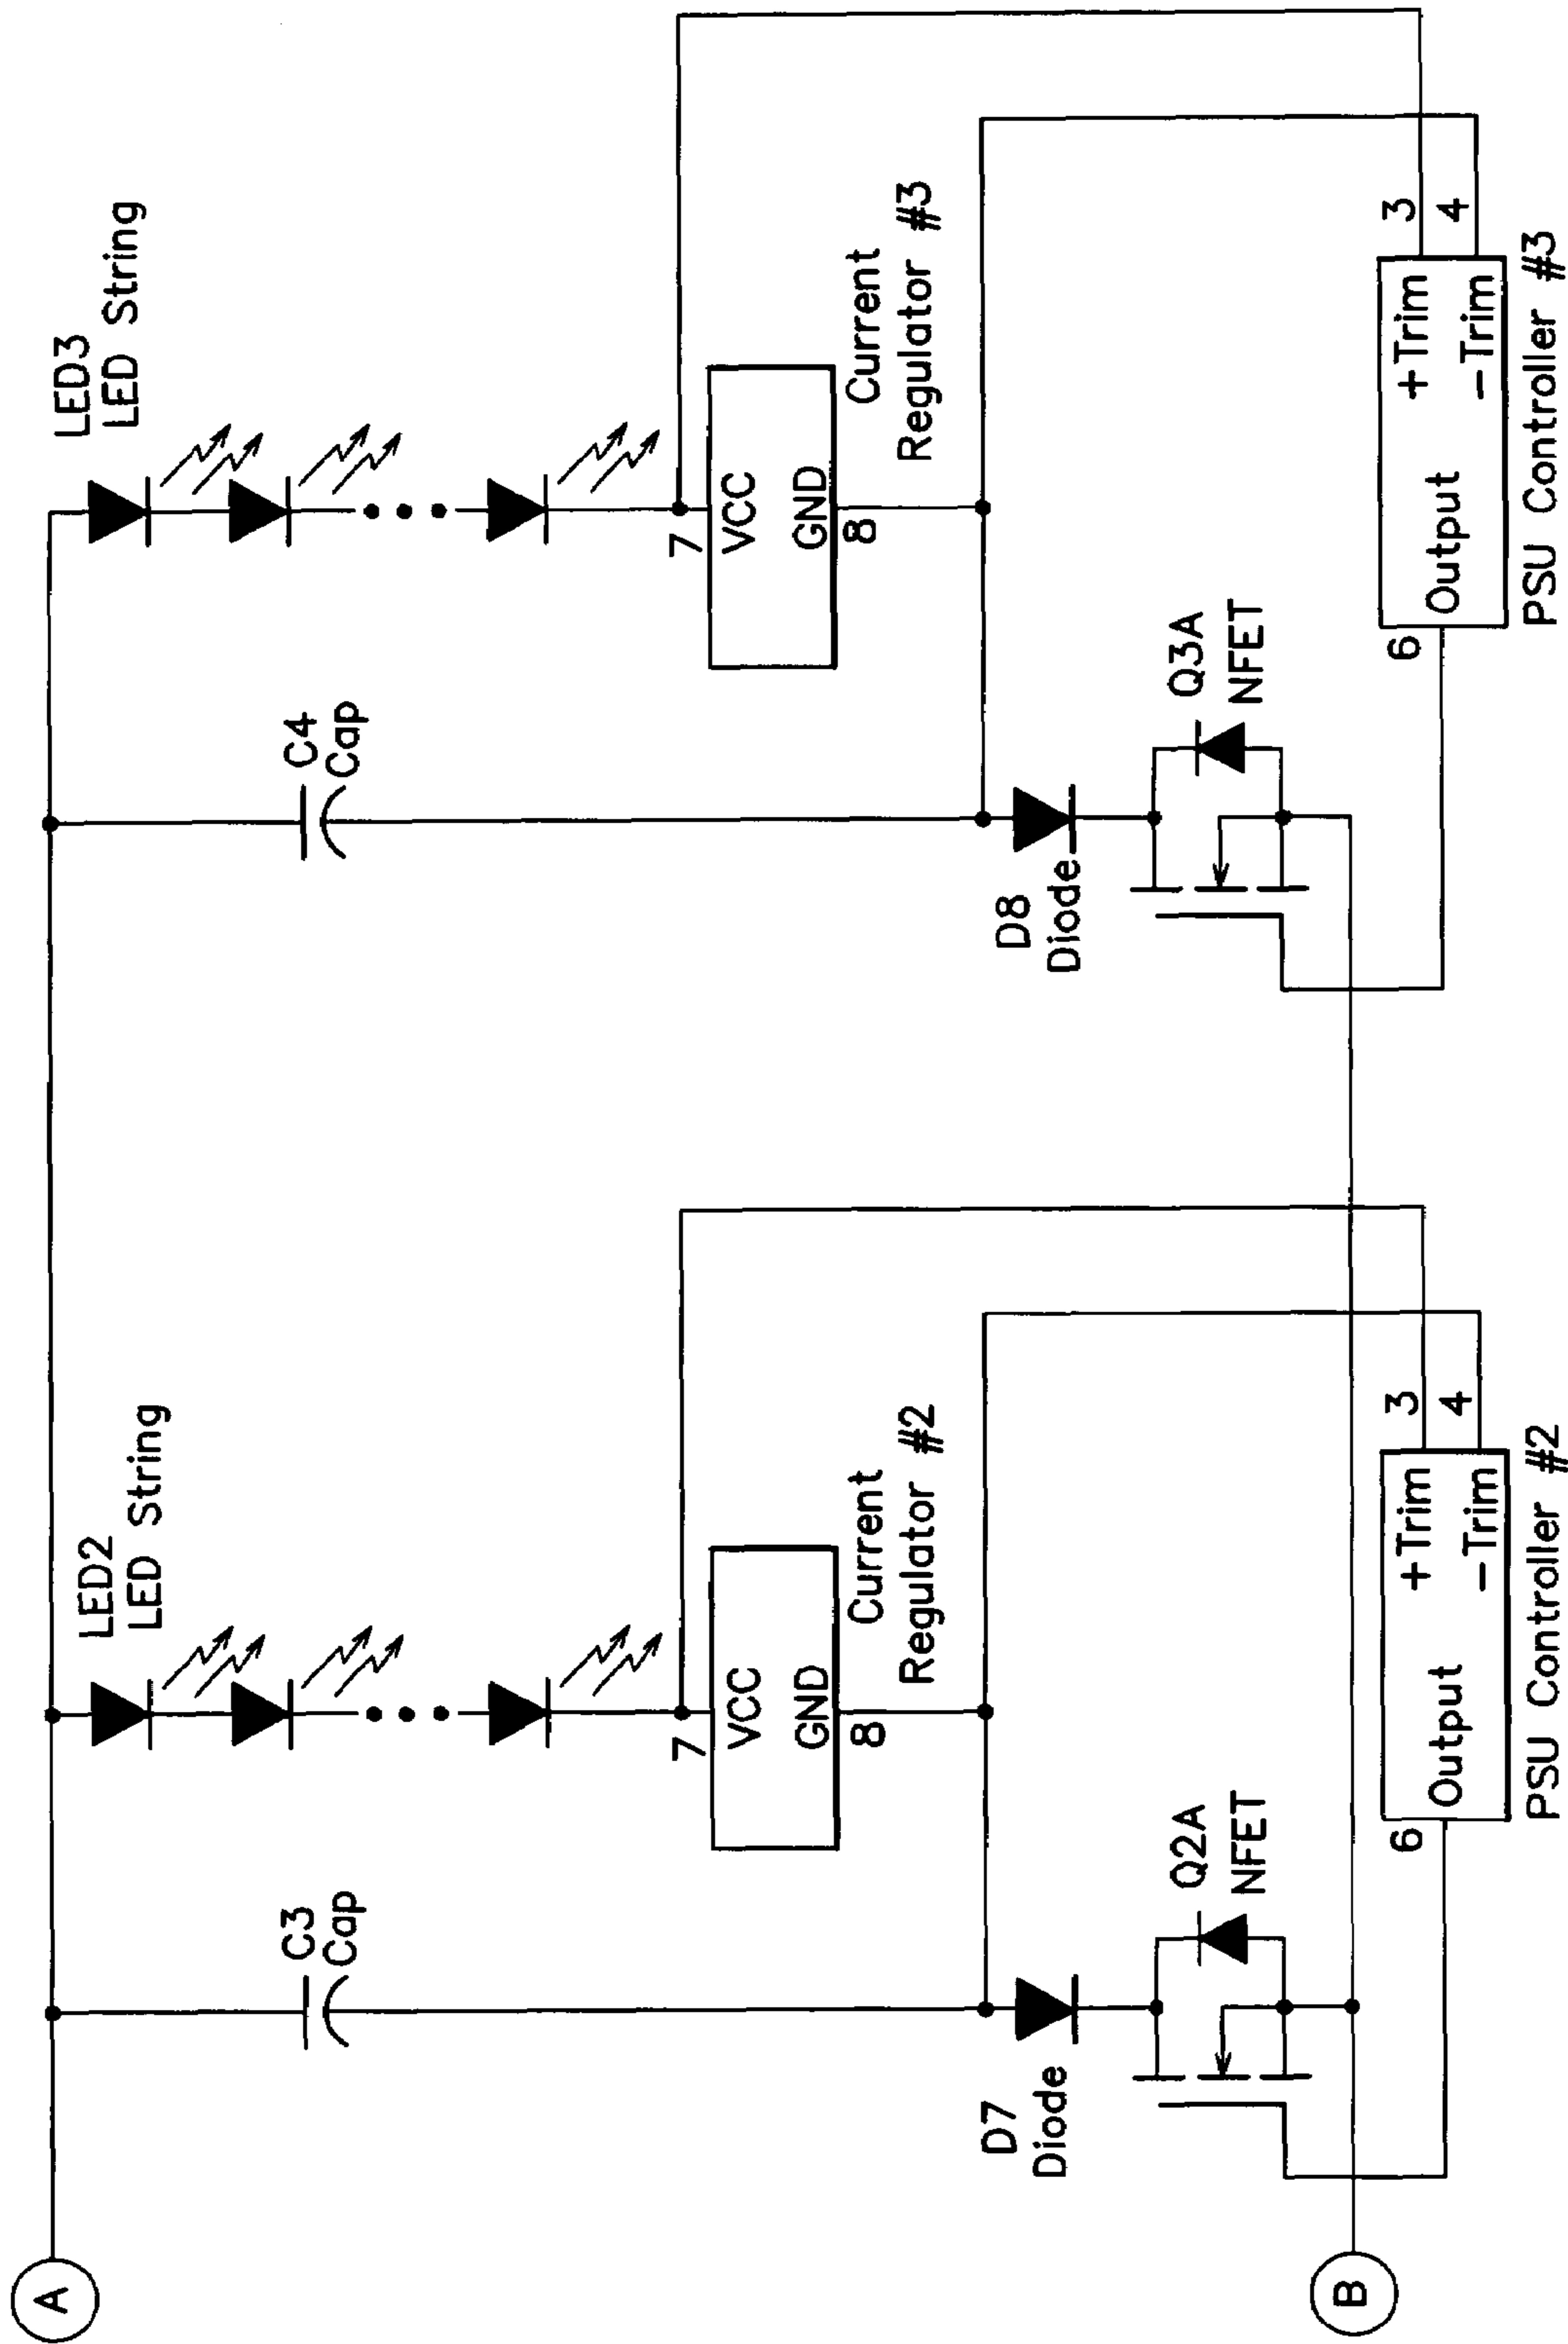 A
B
C3
Cap
LED2
LED String
7
VCC
GND
8
Current
Regulator #2
D7
Diode
Q2A
NFET
6
Output
+Trim
-Trim
3
4
PSU Controller #2
C4
Cap
LED3
LED String
7
VCC
GND
8
Current
Regulator #3
D8
Diode
Q3A
NFET
6
Output
+Trim
-Trim
3
4
PSU Controller #3